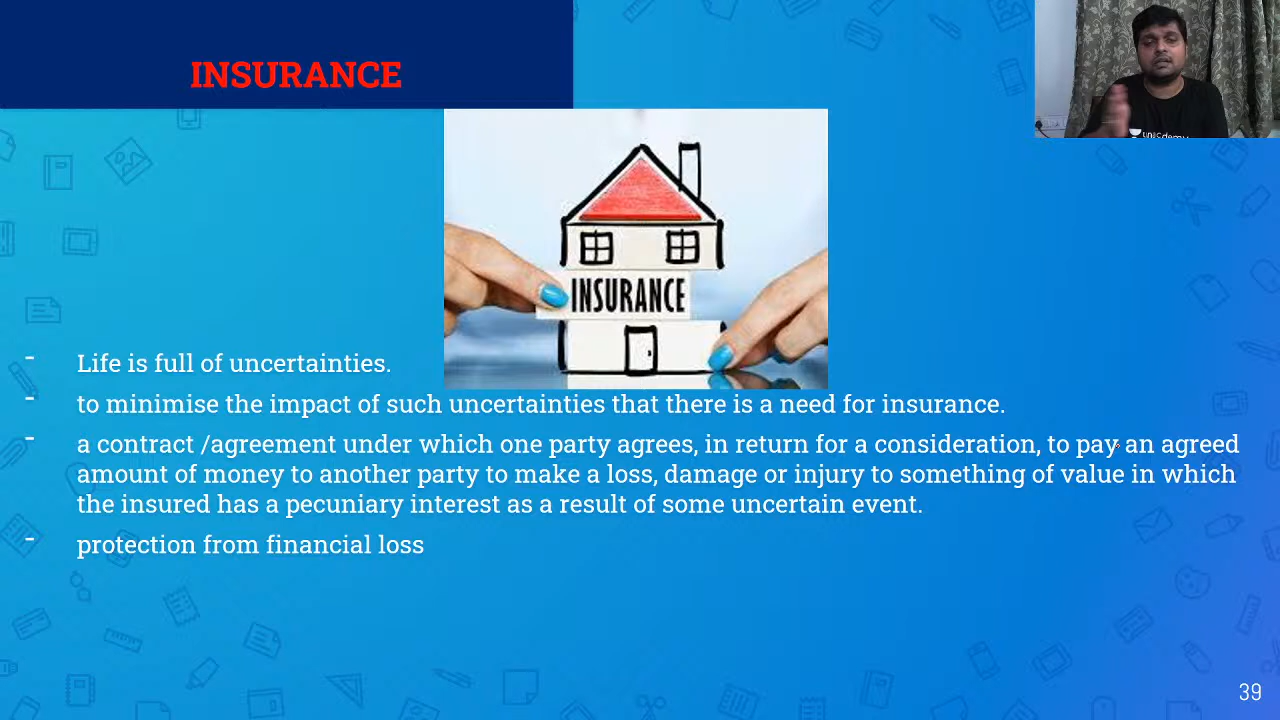 INSURANCE
INSURANCE
- Life is full of uncertainties.
- to minimise the impact of such uncertainties that there is a need for insurance.
- a contract /agreement under which one party agrees, in return for a consideration, to pay an agreed
amount of money to another party to make a loss, damage or injury to something of value in which
the insured has a pecuniary interest as a result of some uncertain event.
- protection from financial loss
39